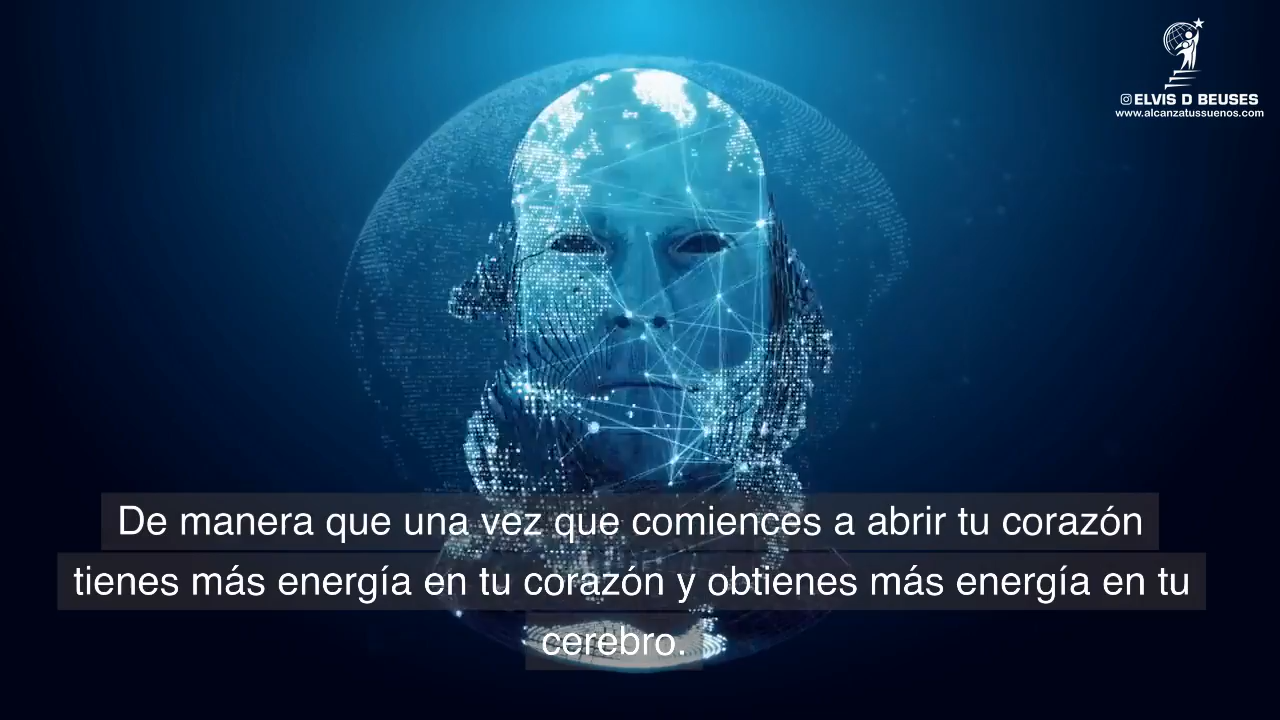 ELVIS D BEUSES
www.alcanzatussuenos.com
De manera que una vez que comiences a abrir tu corazón
tienes más energía en tu corazón y obtienes más energía en tu
cerebro.